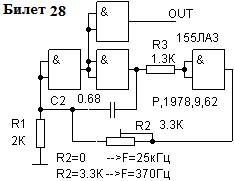 Билет 28
&
OUT
&
&
R3
1.3K
155ЛА3
&
C2
0.68
P,1978,9,62
R1
2K
R2
3.3K
R2=0 -->F=25кГц
R2=3.3K -->F=370Гц